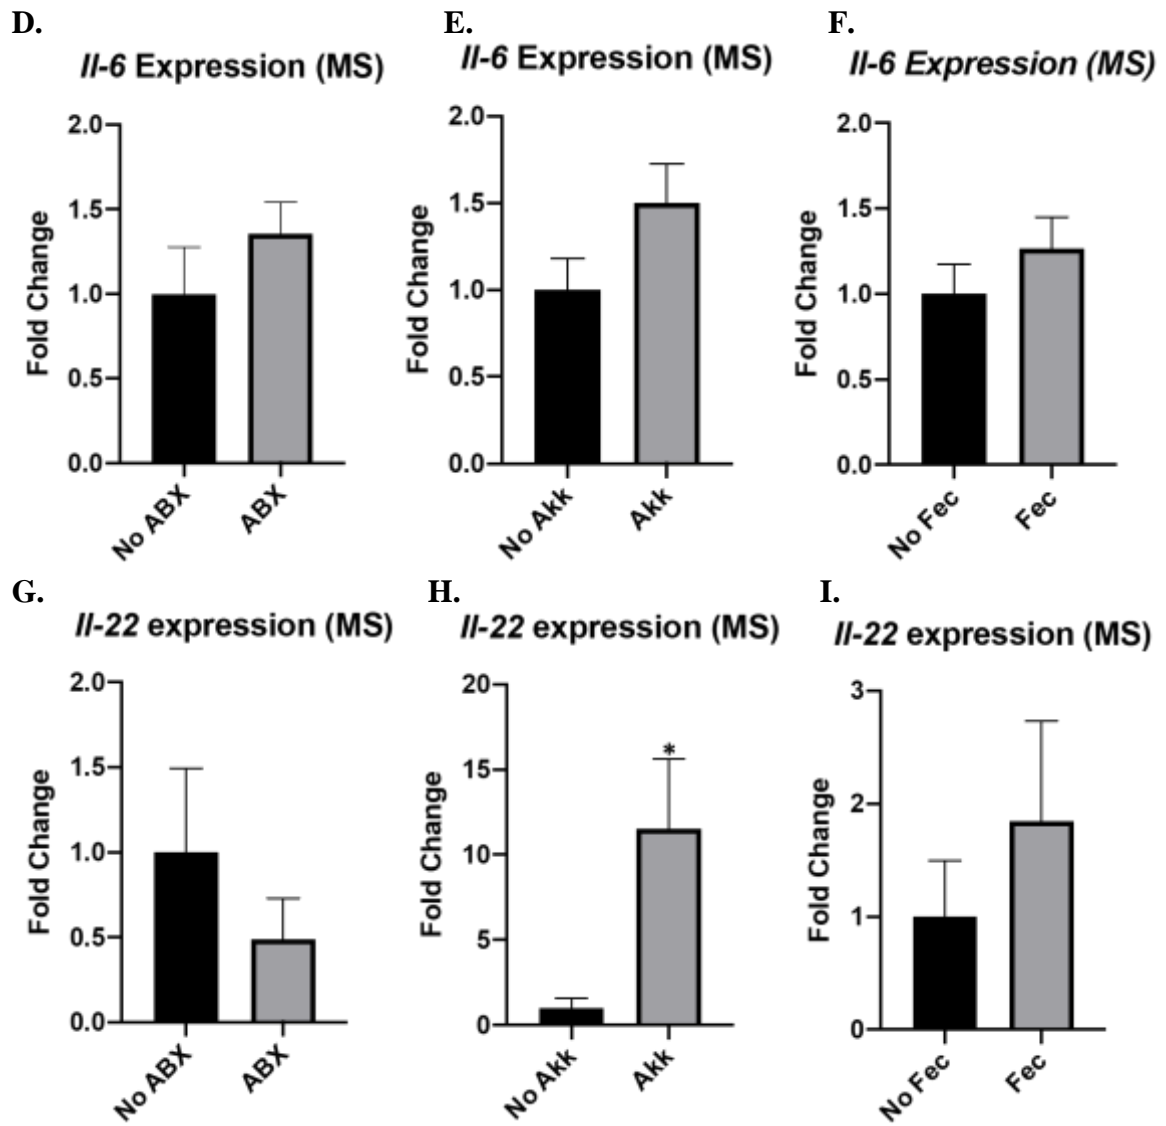 D.
Il-6 Expression (MS)
Fold Change
2.0
1.5
1.0
0.5
0.0
No ABX
ABX
E.
Il-6 Expression (MS)
Fold Change
2.0
1.5
1.0
0.5
0.0
No Akk
Akk
F.
Il-6 Expression (MS)
Fold Change
2.0
1.5
1.0
0.5
0.0
No Fec
Fec
G.
Il-22 expression (MS)
Fold Change
2.0
1.5
1.0
0.5
0.0
No ABX
ABX
H.
Il-22 expression (MS)
Fold Change
20
15
10
5
0
*
No Akk
Akk
I.
Il-22 expression (MS)
Fold Change
3
2
1
0
No Fec
Fec